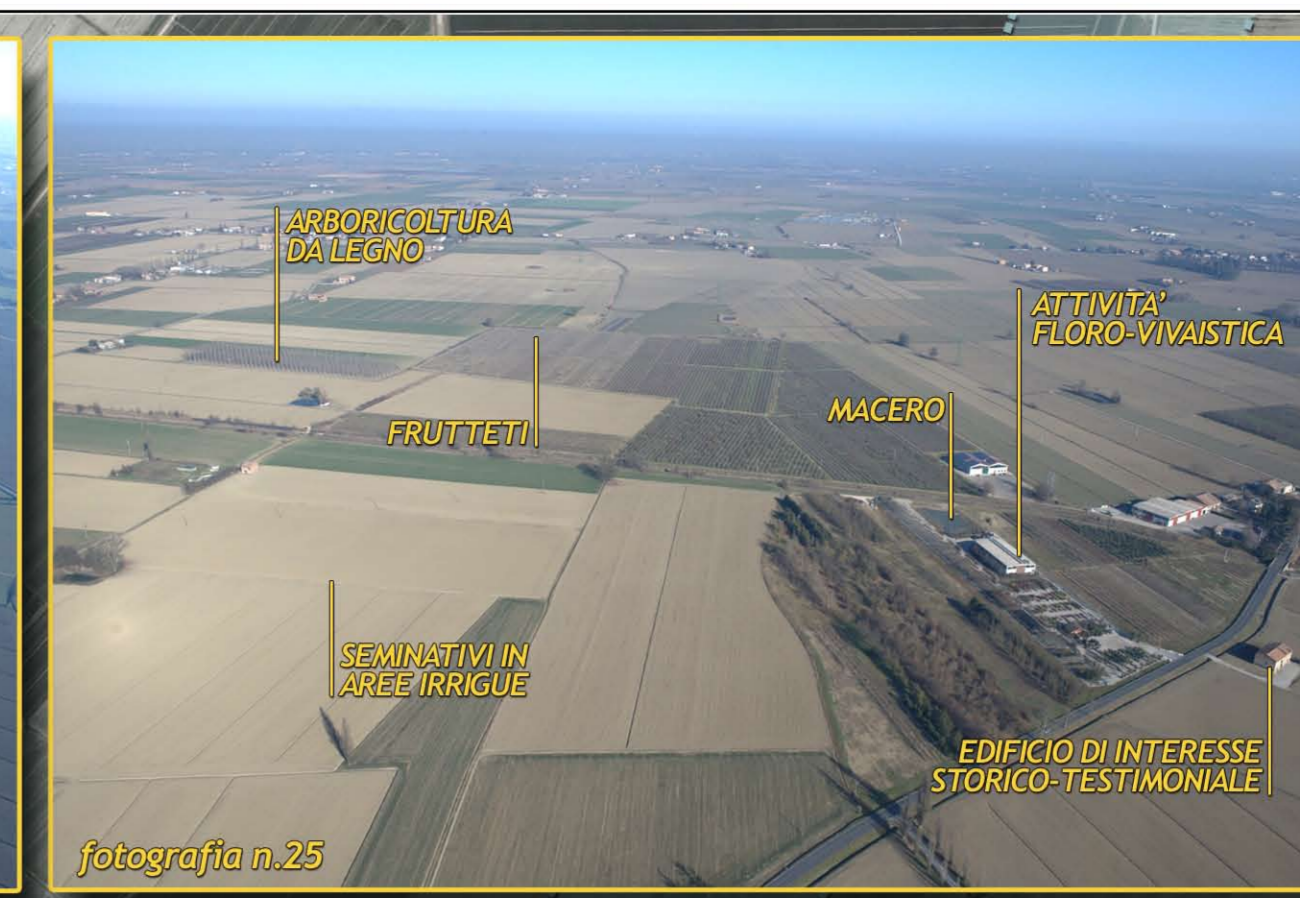 ARBORICOLTURA
DA LEGNO
ATTIVITA'
FLORO-VIVAISTICA
MACERO
FRUTTETI
SEMINATIVI IN
AREE IRRIGUE
EDIFICIO DI INTERESSE
STORICO-TESTIMONIALE
fotografia n.25